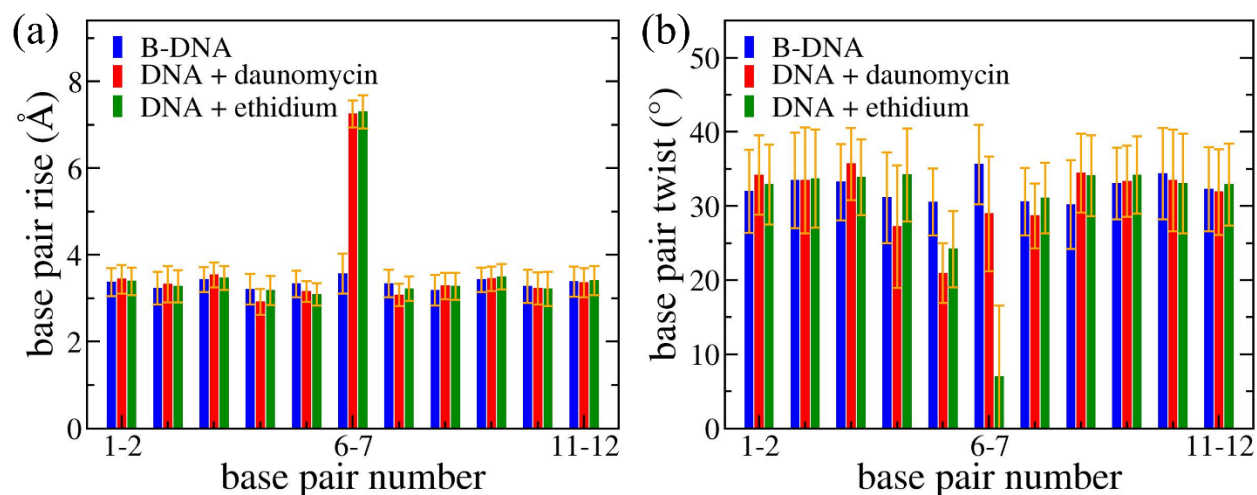 (a)
B-DNA
DNA + daunomycin
DNA + ethidium
base pair rise (Å)
8
6
4
2
0
1-2
6-7
11-12
base pair number
(b)
B-DNA
DNA + daunomycin
DNA + ethidium
base pair twist (°)
50
40
30
20
10
0
1-2
6-7
11-12
base pair number